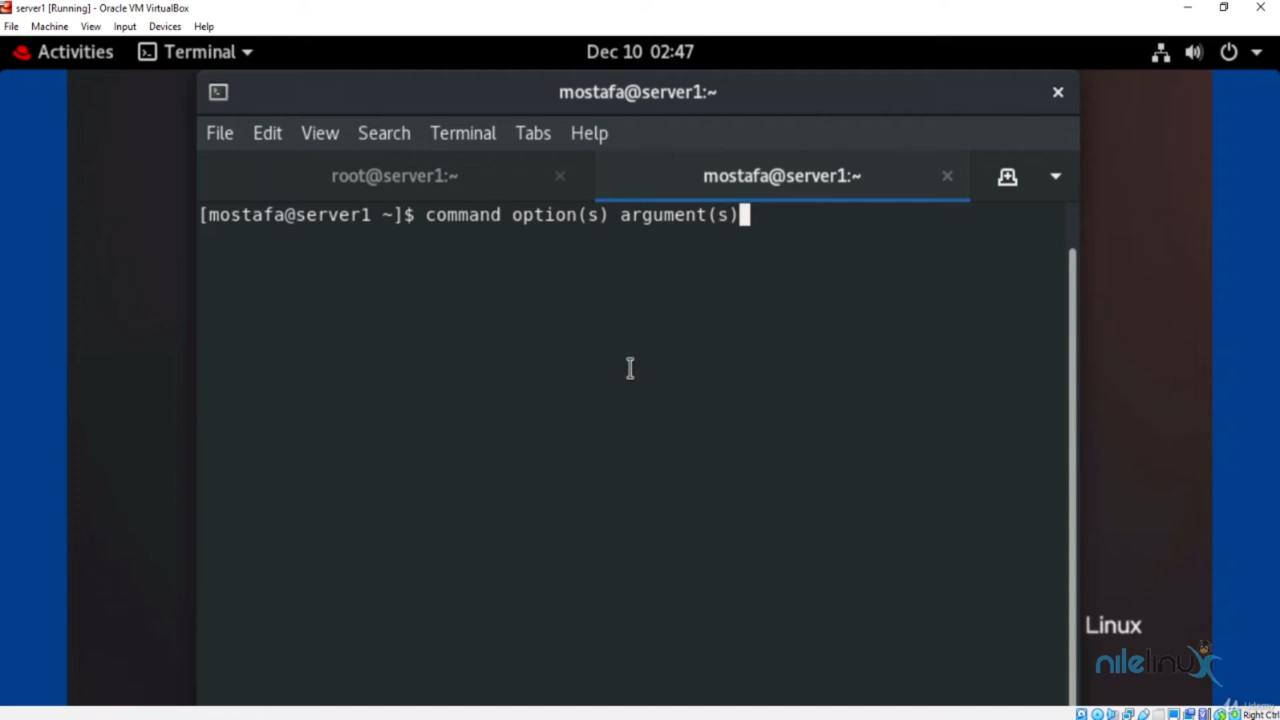 server1 [Running] - Oracle VM VirtualBox
File Machine View Input Devices Help
Activities Terminal Dec 10 02:47
mostafa@server1:~
File Edit View Search Terminal Tabs Help
root@server1:~ mostafa@server1:~
[mostafa@server1 ~]$ command option(s) argument(s)
Linux
nilelinux
Udemy
Right Ctrl